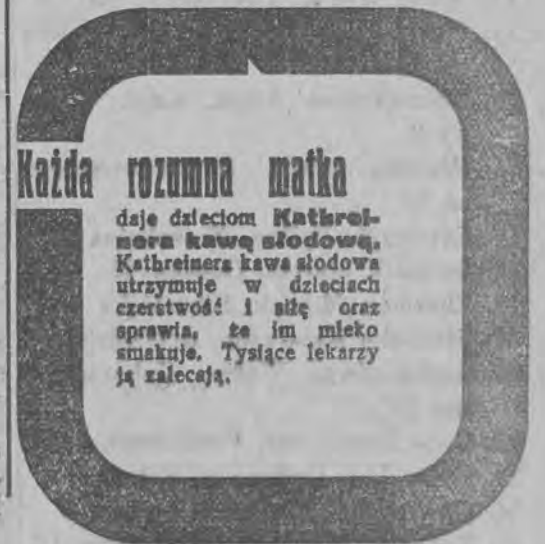 Każda rozumna matka
daje dzieciom Kathrei-
nera kawę słodową.
Kathreinera kawa słodowa
utrzymuje w dzieciach
czerstwość i siłę oraz
sprawia, że im mleko
smakuje. Tysiące lekarzy
ją zalecają.